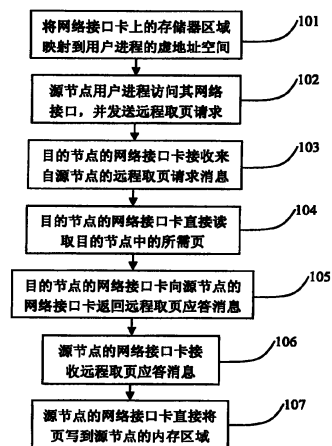 将网络接口卡上的存储器区域
映射到用户进程的虚地址空间
101
源节点用户进程访问其网络
接口，并发送远程取页请求
102
目的节点的网络接口卡接收来
自源节点的远程取页请求消息
103
目的节点的网络接口卡直接读
取目的节点中的所需页
104
目的节点的网络接口卡向源节点的
网络接口卡返回远程取页应答消息
105
源节点的网络接口卡接
收远程取页应答消息
106
源节点的网络接口卡直接将
页写到源节点的内存区域
107